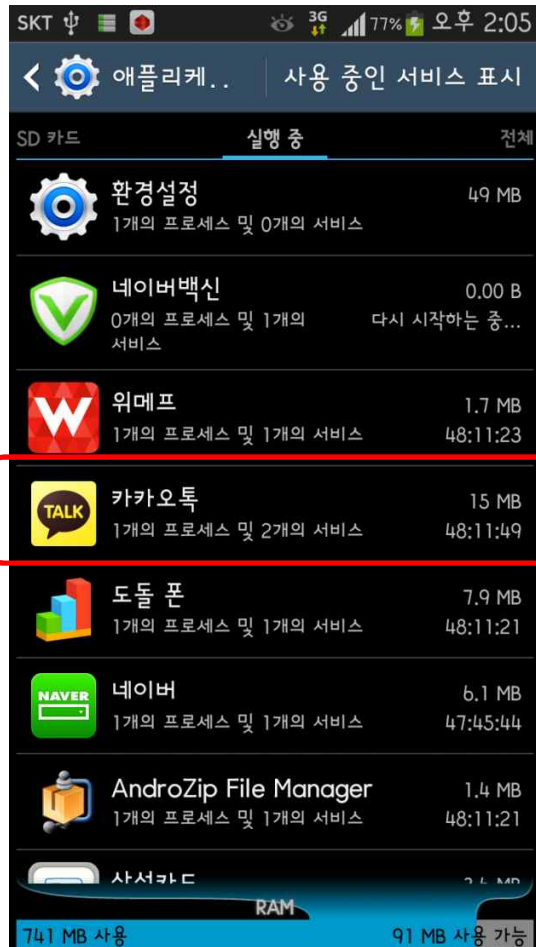 SKT 3G 77% 오후 2:05
애플리케.. 사용 중인 서비스 표시
SD 카드 실행 중 전체
환경설정 49 MB
1개의 프로세스 및 0개의 서비스
네이버백신 0.00 B
0개의 프로세스 및 1개의 다시 시작하는 중...
서비스
W
위메프 1.7 MB
1개의 프로세스 및 1개의 서비스 48:11:23
TALK
카카오톡 15 MB
1개의 프로세스 및 2개의 서비스 48:11:49
도돌 폰 7.9 MB
1개의 프로세스 및 1개의 서비스 48:11:21
NAVER
네이버 6.1 MB
1개의 프로세스 및 1개의 서비스 47:45:44
AndroZip File Manager 1.4 MB
1개의 프로세스 및 1개의 서비스 48:11:21
RAM
741 MB 사용 91 MB 사용 가능